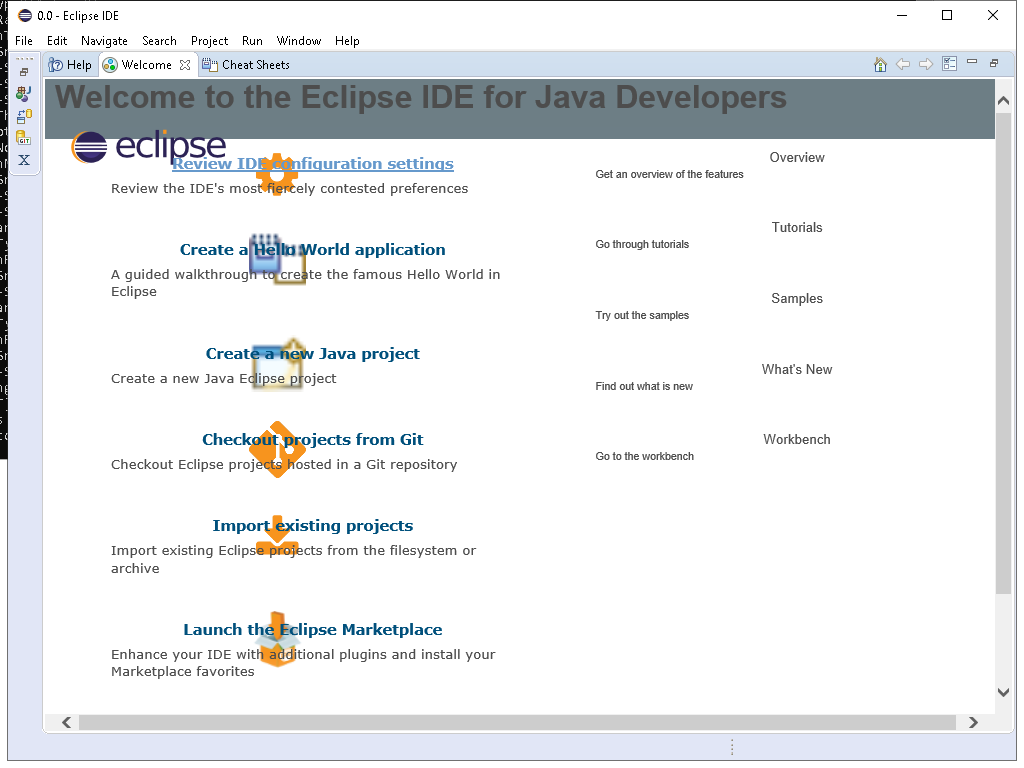 0.0 - Eclipse IDE
File Edit Navigate Search Project Run Window Help
Help Welcome Cheat Sheets
Welcome to the Eclipse IDE for Java Developers
eclipse
Review IDE configuration settings
Review the IDE's most fiercely contested preferences
Create a Hello World application
A guided walkthrough to create the famous Hello World in
Eclipse
Create a new Java project
Create a new Java Eclipse project
Checkout projects from Git
Checkout Eclipse projects hosted in a Git repository
Import existing projects
Import existing Eclipse projects from the filesystem or
archive
Launch the Eclipse Marketplace
Enhance your IDE with additional plugins and install your
Marketplace favorites
Overview
Get an overview of the features
Tutorials
Go through tutorials
Samples
Try out the samples
What's New
Find out what is new
Workbench
Go to the workbench
GIT